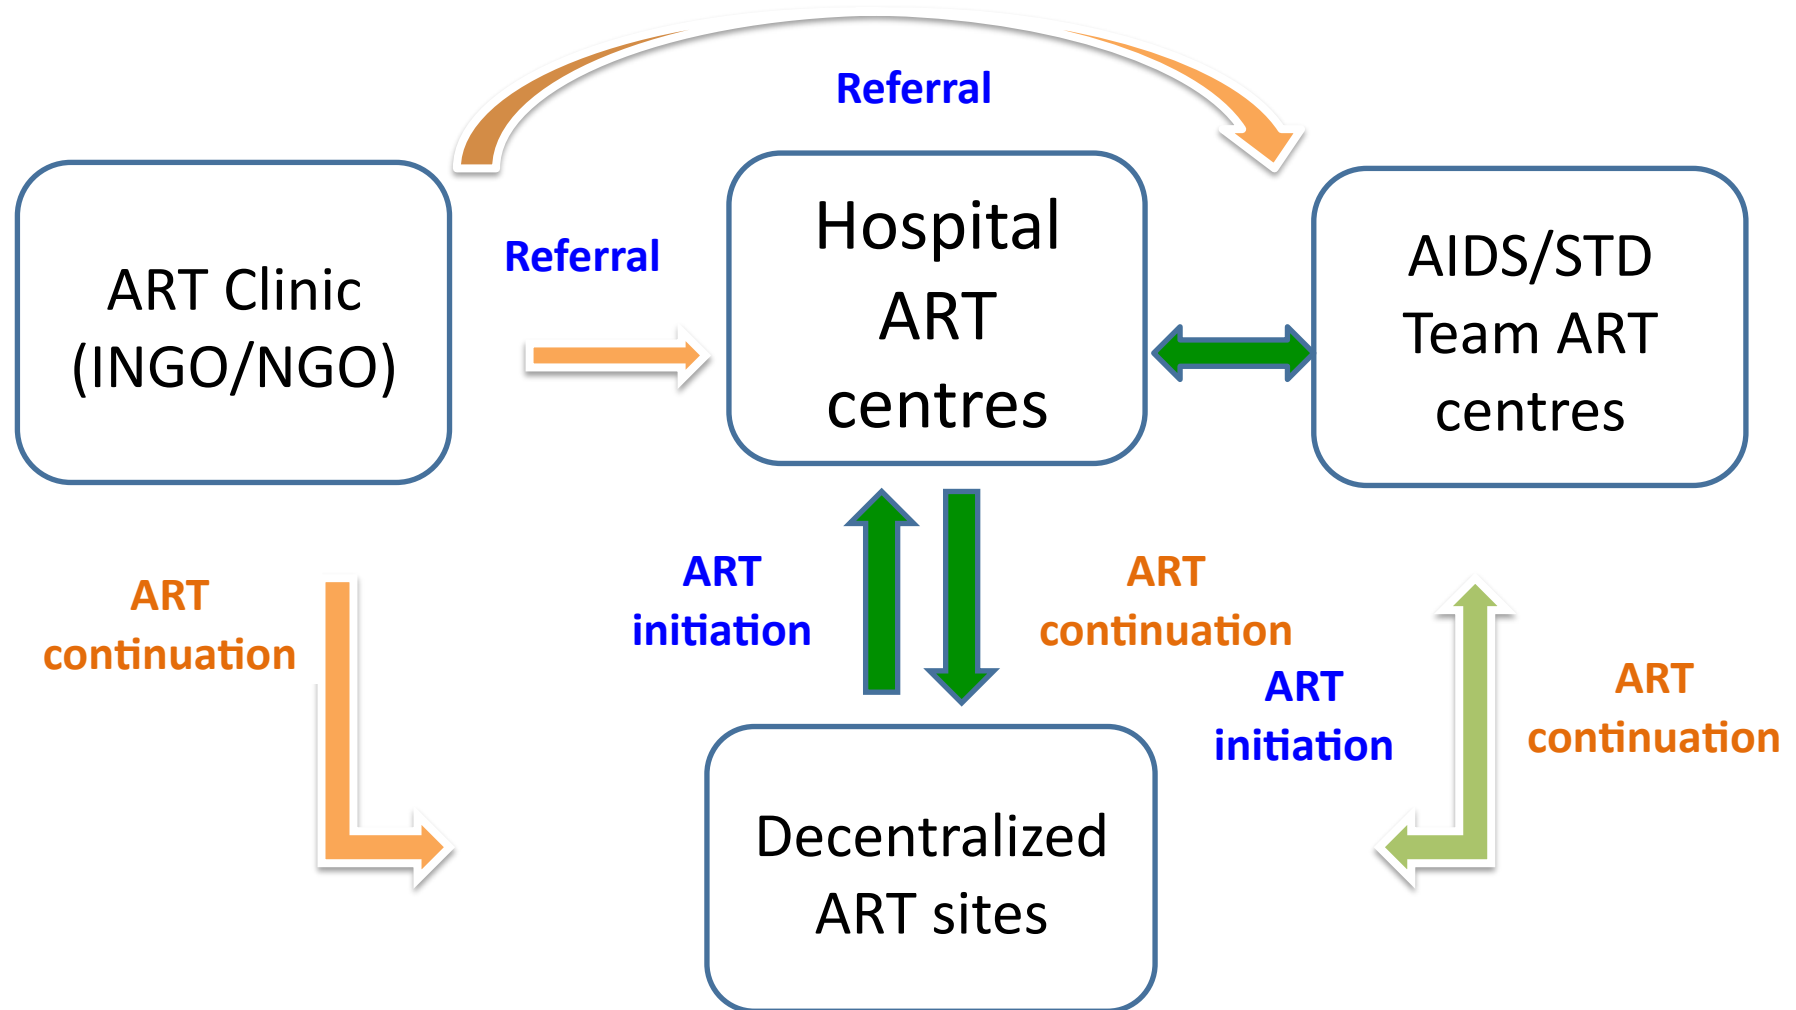 Referral
ART Clinic
(INGO/NGO)
Referral
Hospital
ART
centres
AIDS/STD
Team ART
centres
ART
continuation
ART
initiation
ART
continuation
ART
initiation
ART
continuation
Decentralized
ART sites